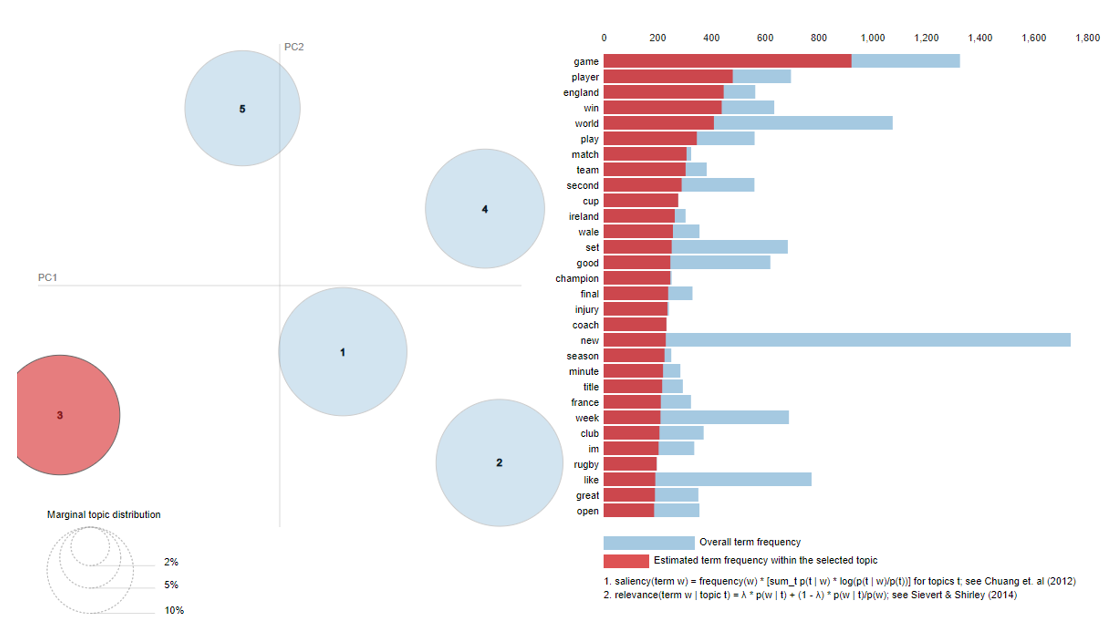 PC2
PC1
5
4
1
3
2
Marginal topic distribution
2%
5%
10%
0 200 400 600 800 1,000 1,200 1,400 1,600 1,800
game
player
england
win
world
play
match
team
second
cup
ireland
wale
set
good
champion
final
injury
coach
new
season
minute
title
france
week
club
im
rugby
like
great
open
Overall term frequency
Estimated term frequency within the selected topic
1. saliency(term w) = frequency(w) * [sum_t p(t | w) * log(p(t | w)/p(t))] for topics t; see Chuang et. al (2012)
2. relevance(term w | topic t) = λ * p(w | t) + (1 - λ) * p(w | t)/p(w); see Sievert & Shirley (2014)